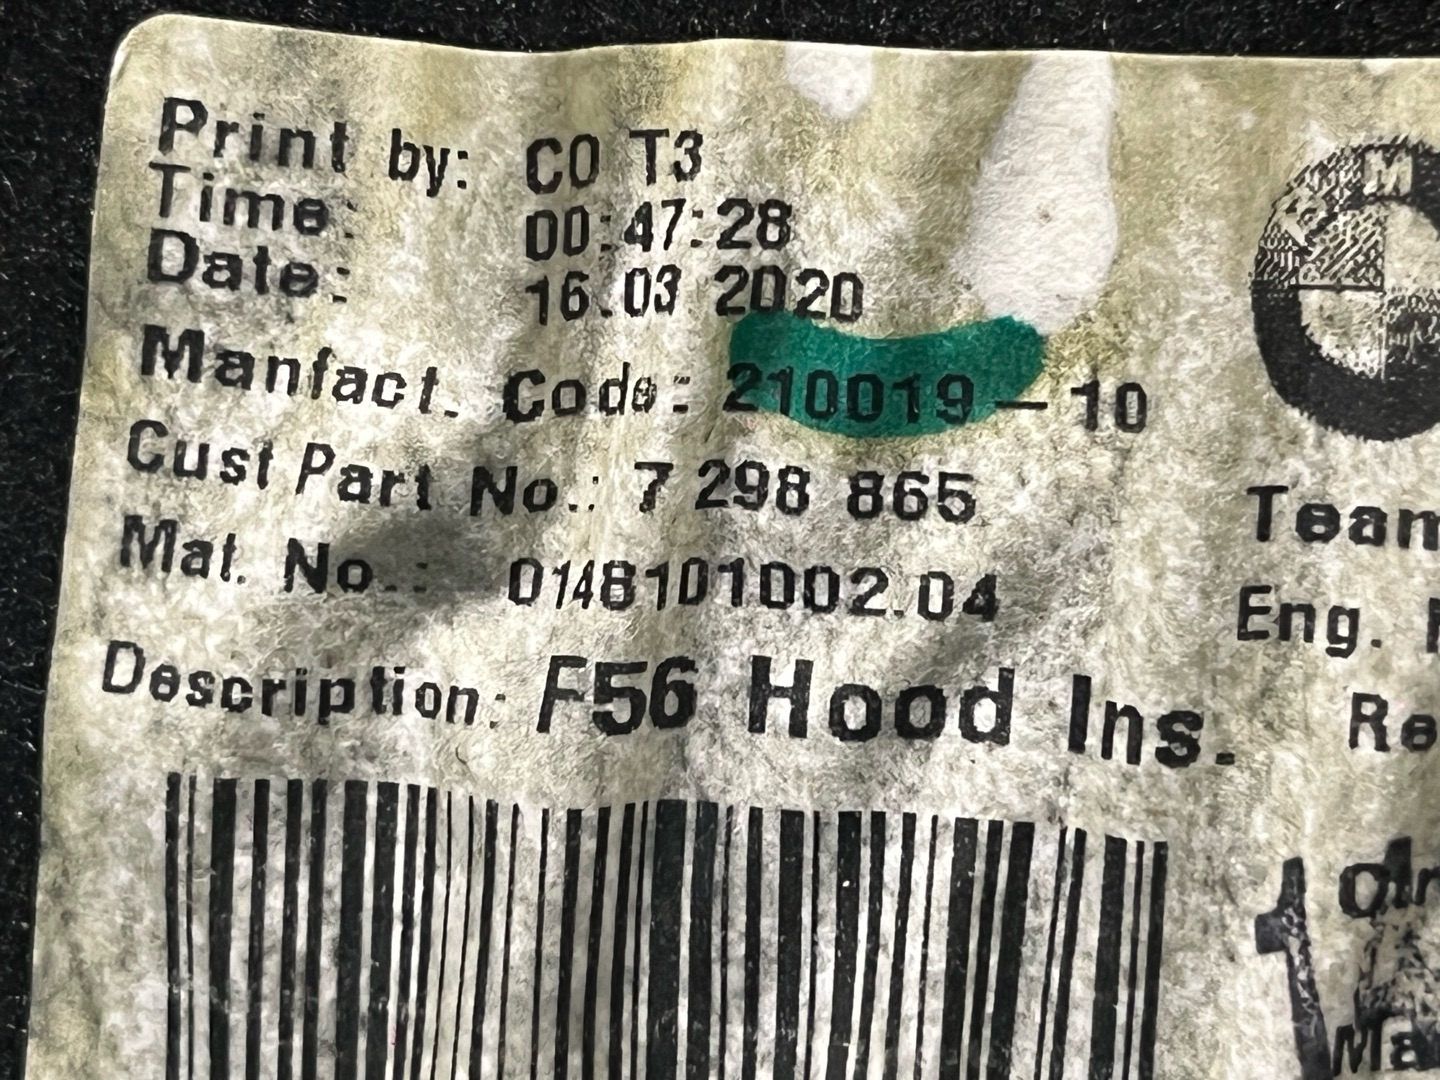 Print by: C0 T3
Time: 00:47:28
Date: 16.03 2020
Manfact. Code: 210019-10
Cust Part No.: 7 298 865
Mat. No.: 0148101002.04
Description: F56 Hood Ins.
M
Team
Eng.
Re
Ma